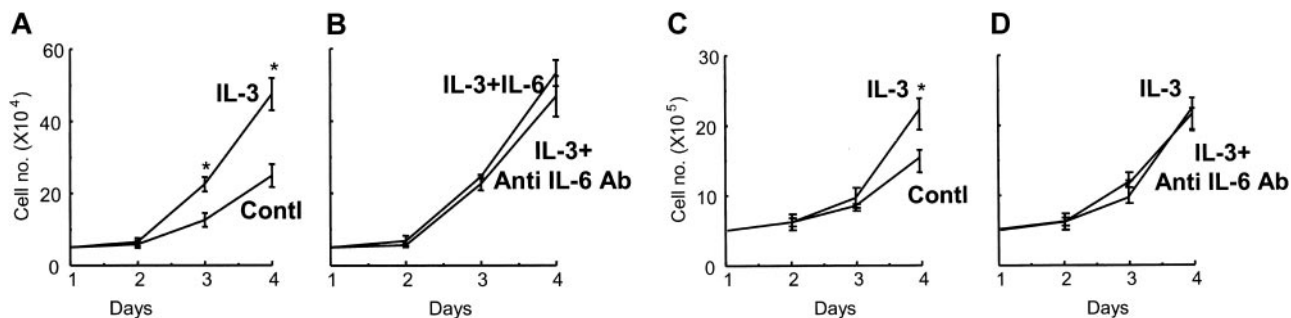 A
Cell no. (X10⁴)
60
40
20
0
IL-3
*
*
Contl
1 2 3 4
Days
B
IL-3+IL-6
IL-3+
Anti IL-6 Ab
1 2 3 4
Days
C
Cell no. (X10⁵)
30
20
10
0
IL-3 *
Contl
1 2 3 4
Days
D
IL-3
IL-3+
Anti IL-6 Ab
1 2 3 4
Days